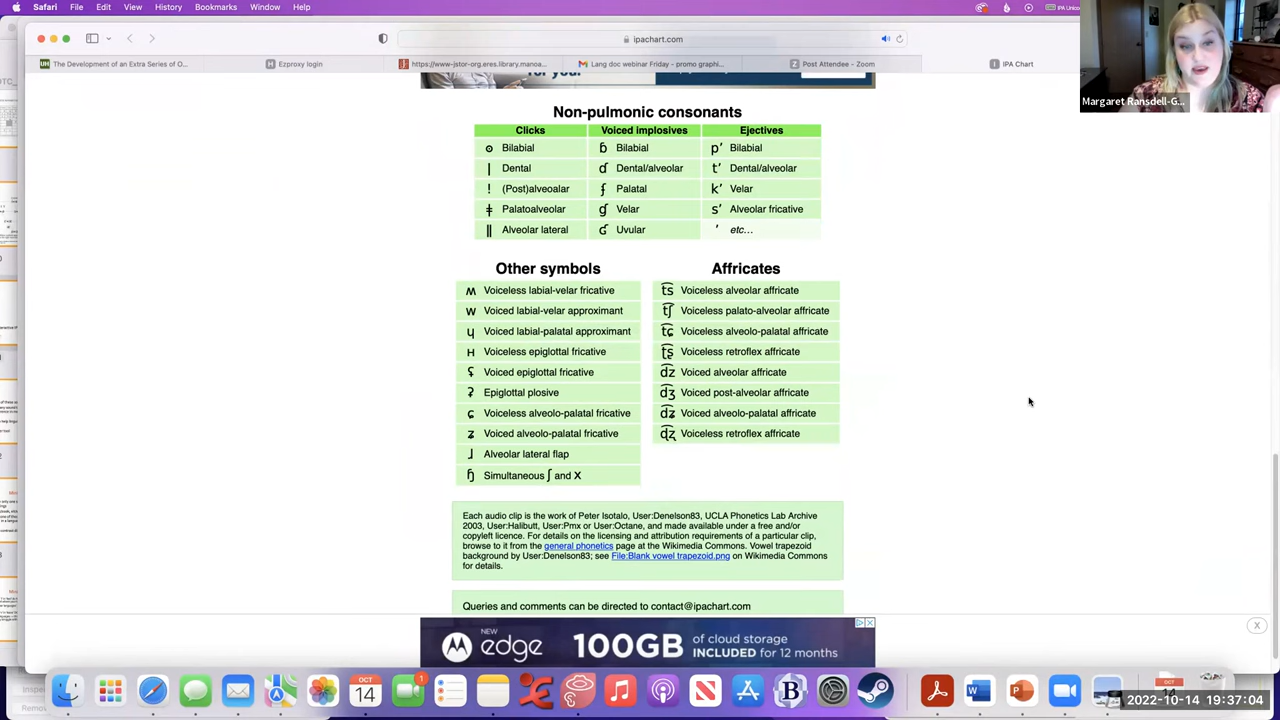 Safari File Edit View History Bookmarks Window Help
ipachart.com
The Development of an Extra Series of O...
Ezproxy login
https://www-jstor-org.eres.library.manoa...
Lang doc webinar Friday - promo graphi...
Post Attendee - Zoom
IPA Chart
Margaret Ransdell-G...
Non-pulmonic consonants
Clicks Voiced implosives Ejectives
ʘ Bilabial ɓ Bilabial pʼ Bilabial
ǀ Dental ɗ Dental/alveolar tʼ Dental/alveolar
ǃ (Post)alveoalar ʄ Palatal kʼ Velar
ǂ Palatoalveolar ɠ Velar sʼ Alveolar fricative
ǁ Alveolar lateral ʛ Uvular ʼ etc...
Other symbols
ʍ Voiceless labial-velar fricative
w Voiced labial-velar approximant
ɥ Voiced labial-palatal approximant
ʜ Voiceless epiglottal fricative
ʢ Voiced epiglottal fricative
ʡ Epiglottal plosive
ɕ Voiceless alveolo-palatal fricative
ʑ Voiced alveolo-palatal fricative
ɺ Alveolar lateral flap
ɧ Simultaneous ʃ and X
Affricates
t͡s Voiceless alveolar affricate
t͡ʃ Voiceless palato-alveolar affricate
t͡ɕ Voiceless alveolo-palatal affricate
ʈ͡ʂ Voiceless retroflex affricate
d͡z Voiced alveolar affricate
d͡ʒ Voiced post-alveolar affricate
d͡ʑ Voiced alveolo-palatal affricate
ɖ͡ʐ Voiceless retroflex affricate
Each audio clip is the work of Peter Isotalo, User:Denelson83, UCLA Phonetics Lab Archive
2003, User:Halibutt, User:Pmx or User:Octane, and made available under a free and/or
copyleft licence. For details on the licensing and attribution requirements of a particular clip,
browse to it from the general phonetics page at the Wikimedia Commons. Vowel trapezoid
background by User:Denelson83; see File:Blank vowel trapezoid.png on Wikimedia Commons
for details.
Queries and comments can be directed to contact@ipachart.com
NEW
edge
100GB
of cloud storage
INCLUDED for 12 months
OCT
14
1
2022-10-14 19:37:04